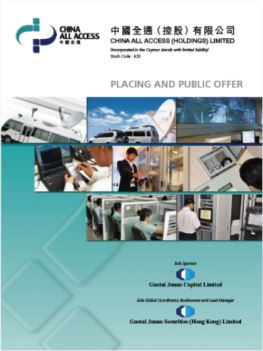 CHINA
ALL ACCESS
中國全通
中國全通（控股）有限公司
CHINA ALL ACCESS (HOLDINGS) LIMITED
(incorporated in the Cayman Islands with limited liability)
Stock Code : 633
PLACING AND PUBLIC OFFER
Sole Sponsor
Guotai Junan Capital Limited
Sole Global Coordinator, Bookrunner and Lead Manager
Guotai Junan Securities (Hong Kong) Limited